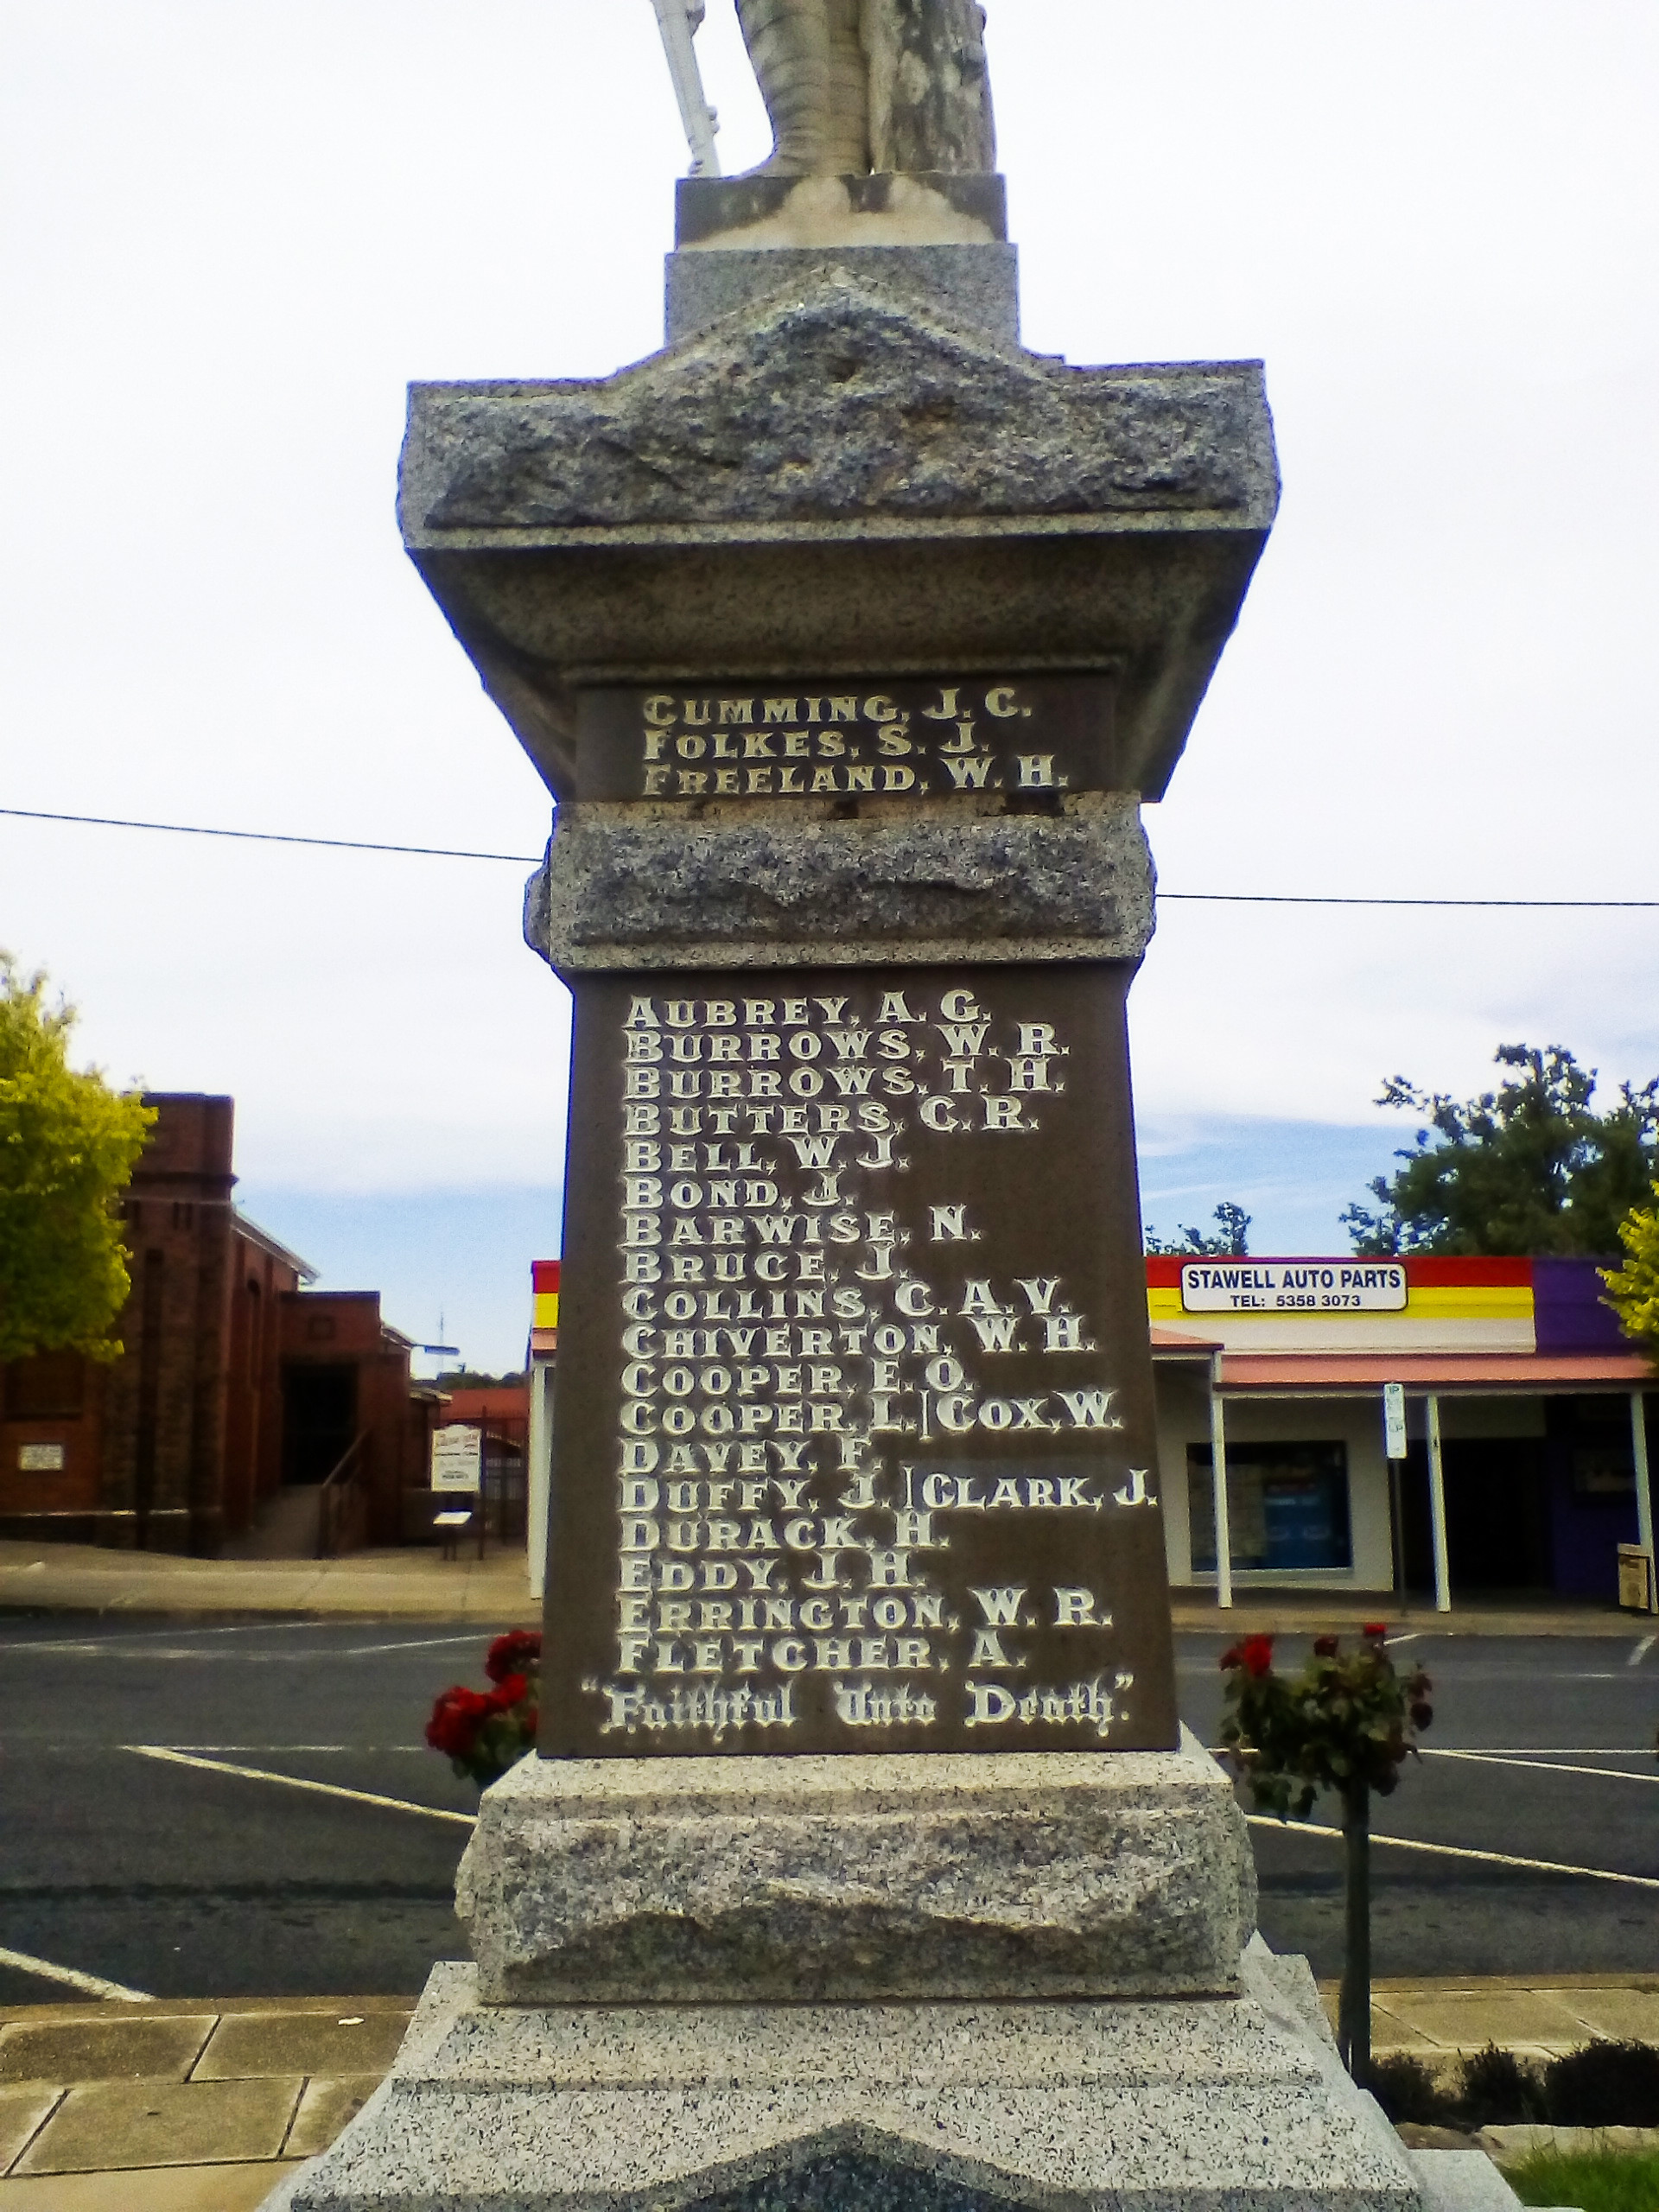 CUMMING, J. C.
FOLKES, S. J.
FREELAND, W. H.
AUBREY, A. G.
BURROWS, W. R.
BURROWS, T. H.
BUTTERS, C. R.
BELL, W. J.
BOND, J.
BARWISE, N.
BRUCE, J.
COLLINS, C. A. V.
CHIVERTON, W. H.
COOPER, E. O.
COOPER, L. | COX, W.
DAVEY, F.
DUFFY, J. | CLARK, J.
DURACK, H.
EDDY, J. H.
ERRINGTON, W. R.
FLETCHER, A.
"Faithful Unto Death."
STAWELL AUTO PARTS
TEL: 5358 3073